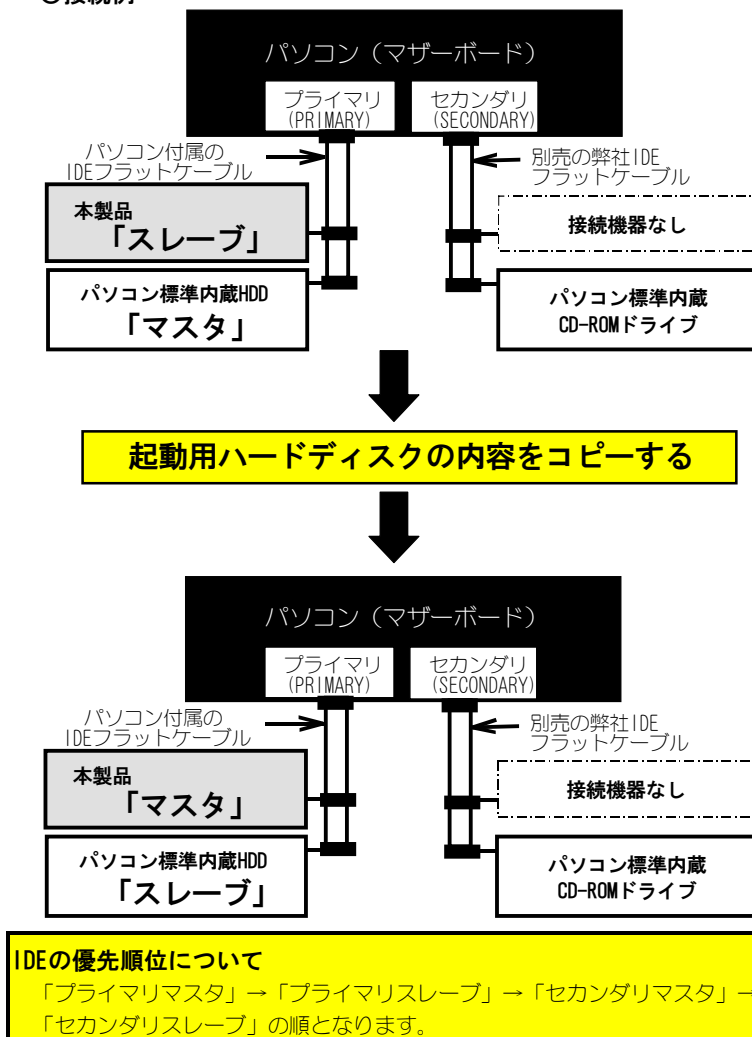 ○接続例
パソコン（マザーボード）
プライマリ
(PRIMARY)
セカンダリ
(SECONDARY)
パソコン付属の
IDEフラットケーブル
別売の弊社IDE
フラットケーブル
本製品
「スレーブ」
接続機器なし
パソコン標準内蔵HDD
「マスタ」
パソコン標準内蔵
CD-ROMドライブ
起動用ハードディスクの内容をコピーする
パソコン（マザーボード）
プライマリ
(PRIMARY)
セカンダリ
(SECONDARY)
パソコン付属の
IDEフラットケーブル
別売の弊社IDE
フラットケーブル
本製品
「マスタ」
接続機器なし
パソコン標準内蔵HDD
「スレーブ」
パソコン標準内蔵
CD-ROMドライブ
IDEの優先順位について
「プライマリマスタ」→「プライマリスレーブ」→「セカンダリマスタ」→
「セカンダリスレーブ」の順となります。